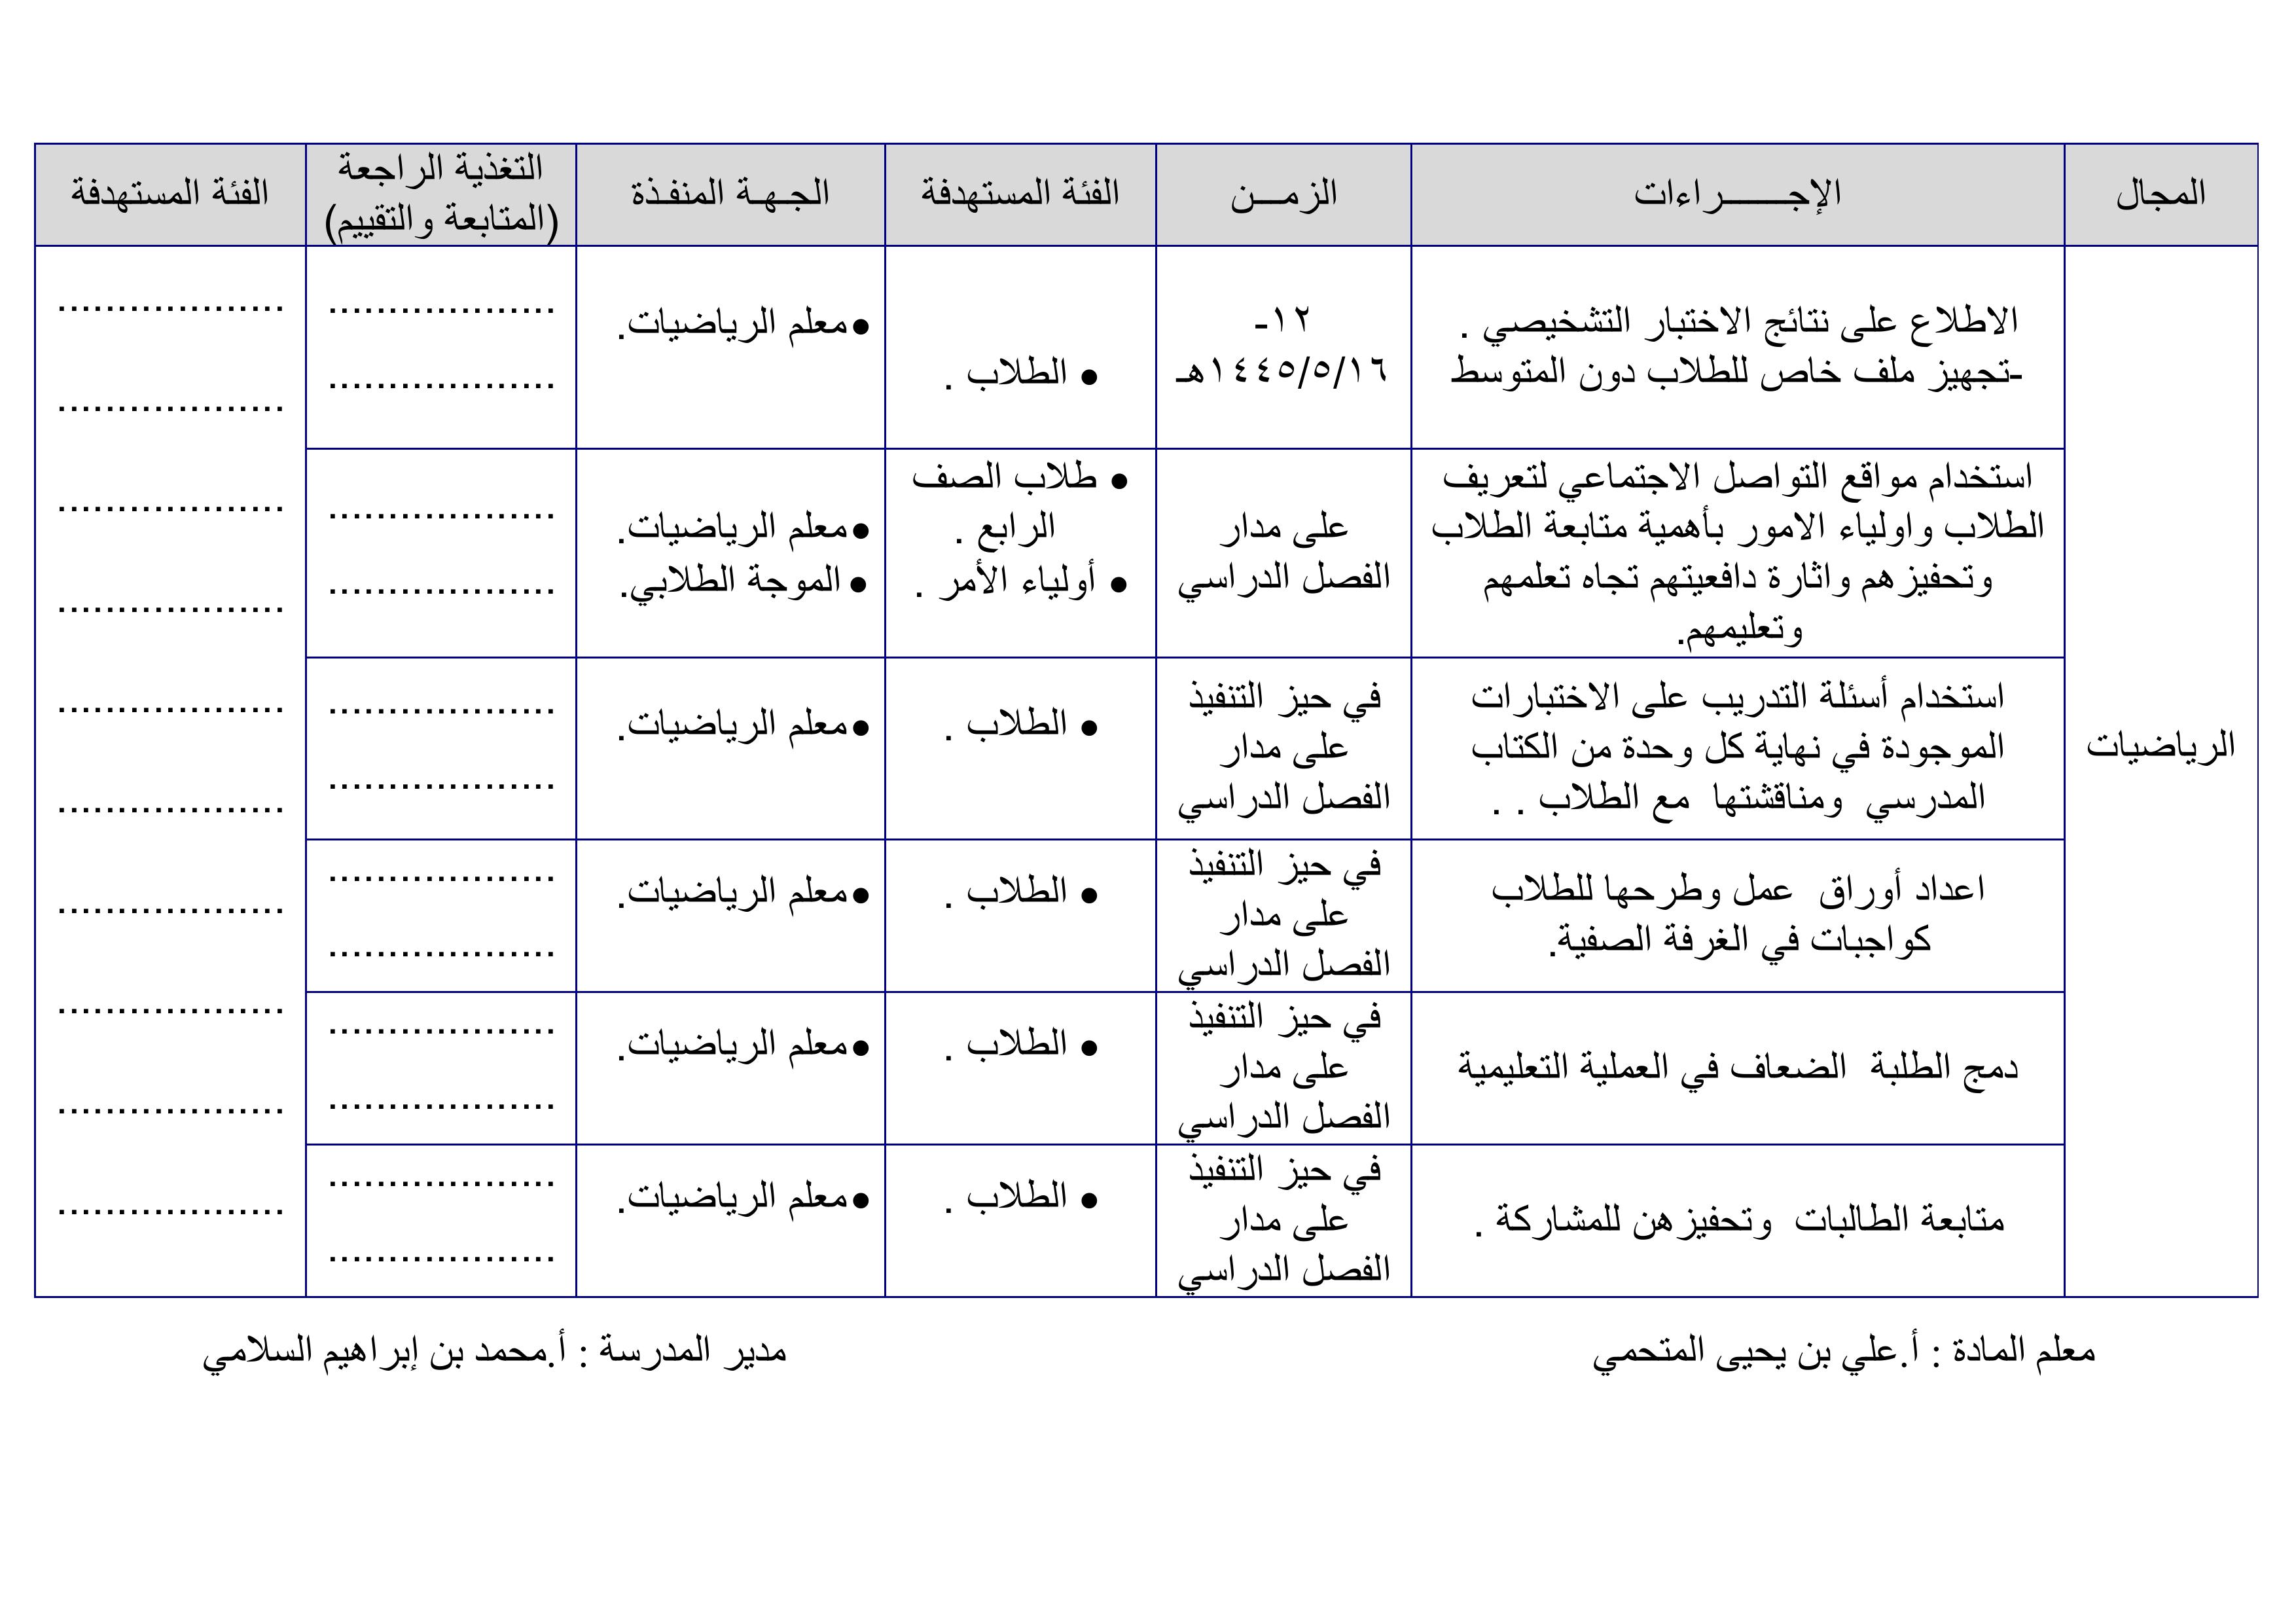 المجال
الإجـــــــراءات
الزمـــن
الفئة المستهدفة
الجـهـة المنفـذة
التغذية الراجعة
(المتابعة والتقييم)
الفئة المستهدفة
الرياضيات
الاطلاع على نتائج الاختبار التشخيصي .
-تجهيز ملف خاص للطلاب دون المتوسط
١٢-
١٤٤٥/٥/١٦هـ
• الطلاب .
• معلم الرياضيات.
...................
...................
استخدام مواقع التواصل الاجتماعي لتعريف
الطلاب واولياء الامور بأهمية متابعة الطلاب
وتحفيزهم واثارة دافعيتهم تجاه تعلمهم
وتعليمهم.
على مدار
الفصل الدراسي
• طلاب الصف
الرابع .
• أولياء الأمر .
• معلم الرياضيات.
• الموجة الطلابي.
...................
...................
استخدام أسئلة التدريب على الاختبارات
الموجودة في نهاية كل وحدة من الكتاب
المدرسي ومناقشتها مع الطلاب . .
في حيز التنفيذ
على مدار
الفصل الدراسي
• الطلاب .
• معلم الرياضيات.
...................
...................
اعداد أوراق عمل وطرحها للطلاب
كواجبات في الغرفة الصفية.
في حيز التنفيذ
على مدار
الفصل الدراسي
• الطلاب .
• معلم الرياضيات.
...................
...................
دمج الطلبة الضعاف في العملية التعليمية
في حيز التنفيذ
على مدار
الفصل الدراسي
• الطلاب .
• معلم الرياضيات.
...................
...................
متابعة الطالبات وتحفيزهن للمشاركة .
في حيز التنفيذ
على مدار
الفصل الدراسي
• الطلاب .
• معلم الرياضيات.
...................
...................
...................
...................
...................
...................
...................
...................
...................
...................
...................
...................
معلم المادة : أ.علي بن يحيى المتحمي
مدير المدرسة : أ.محمد بن إبراهيم السلامي